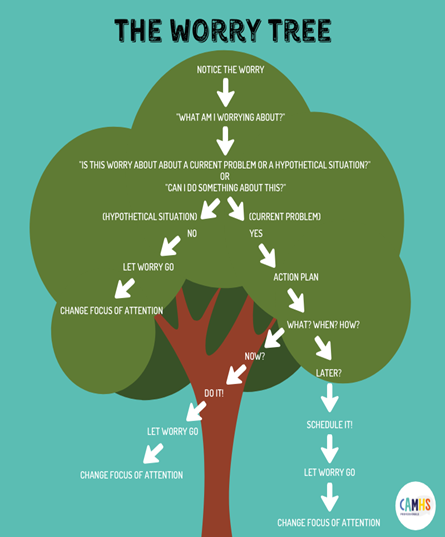 THE WORRY TREE
NOTICE THE WORRY
"WHAT AM I WORRYING ABOUT?"
"IS THIS WORRY ABOUT ABOUT A CURRENT PROBLEM OR A HYPOTHETICAL SITUATION?"
OR
"CAN I DO SOMETHING ABOUT THIS?"
(HYPOTHETICAL SITUATION)
(CURRENT PROBLEM)
NO
YES
LET WORRY GO
ACTION PLAN
CHANGE FOCUS OF ATTENTION
WHAT? WHEN? HOW?
NOW?
LATER?
DO IT!
SCHEDULE IT!
LET WORRY GO
LET WORRY GO
CHANGE FOCUS OF ATTENTION
CHANGE FOCUS OF ATTENTION
CAMHS